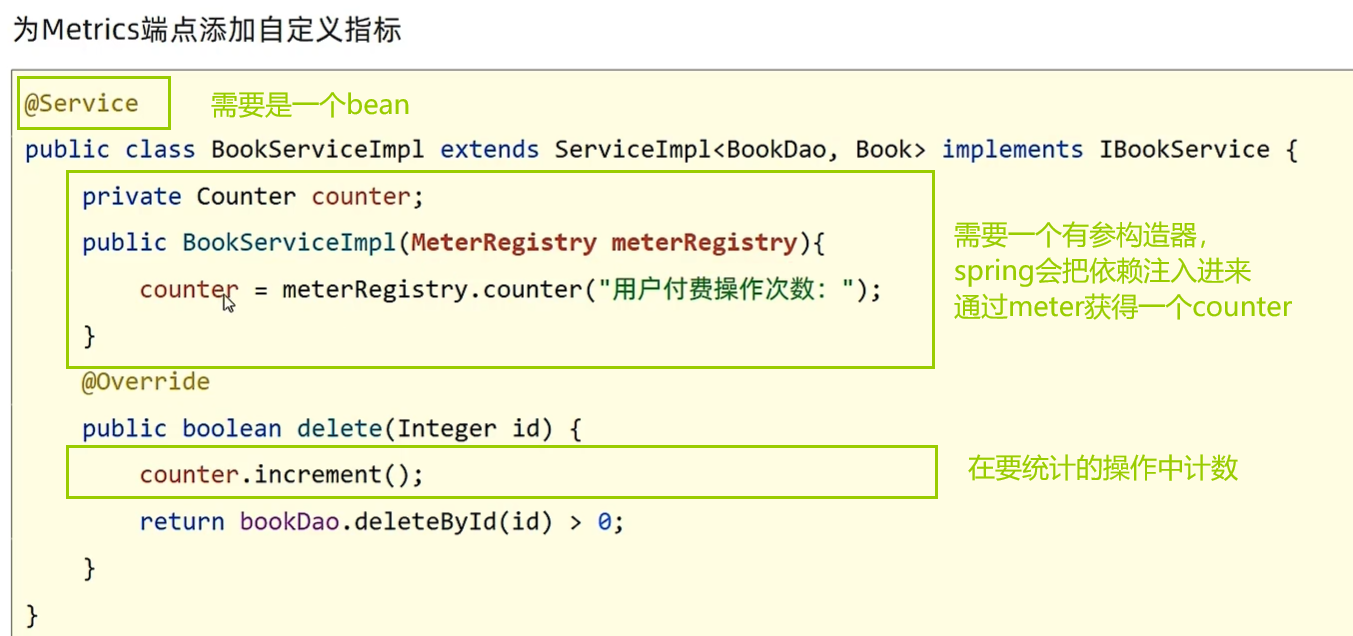 为Metrics端点添加自定义指标
@Service
需要是一个bean
public class BookServiceImpl extends ServiceImpl<BookDao, Book> implements IBookService {
private Counter counter;
public BookServiceImpl(MeterRegistry meterRegistry){
counter = meterRegistry.counter("用户付费操作次数：");
}
需要一个有参构造器，
spring会把依赖注入进来
通过meter获得一个counter
@Override
public boolean delete(Integer id) {
counter.increment();
在要统计的操作中计数
return bookDao.deleteById(id) > 0;
}
}